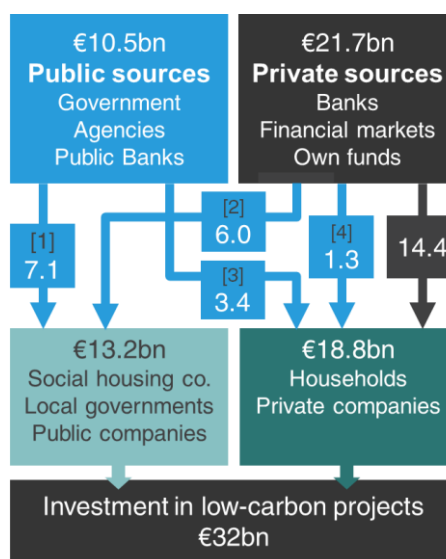 €10.5bn
Public sources
Government
Agencies
Public Banks
€21.7bn
Private sources
Banks
Financial markets
Own funds
[1]
7.1
[2]
6.0
[3]
3.4
[4]
1.3
14.4
€13.2bn
Social housing co.
Local governments
Public companies
€18.8bn
Households
Private companies
Investment in low-carbon projects
€32bn